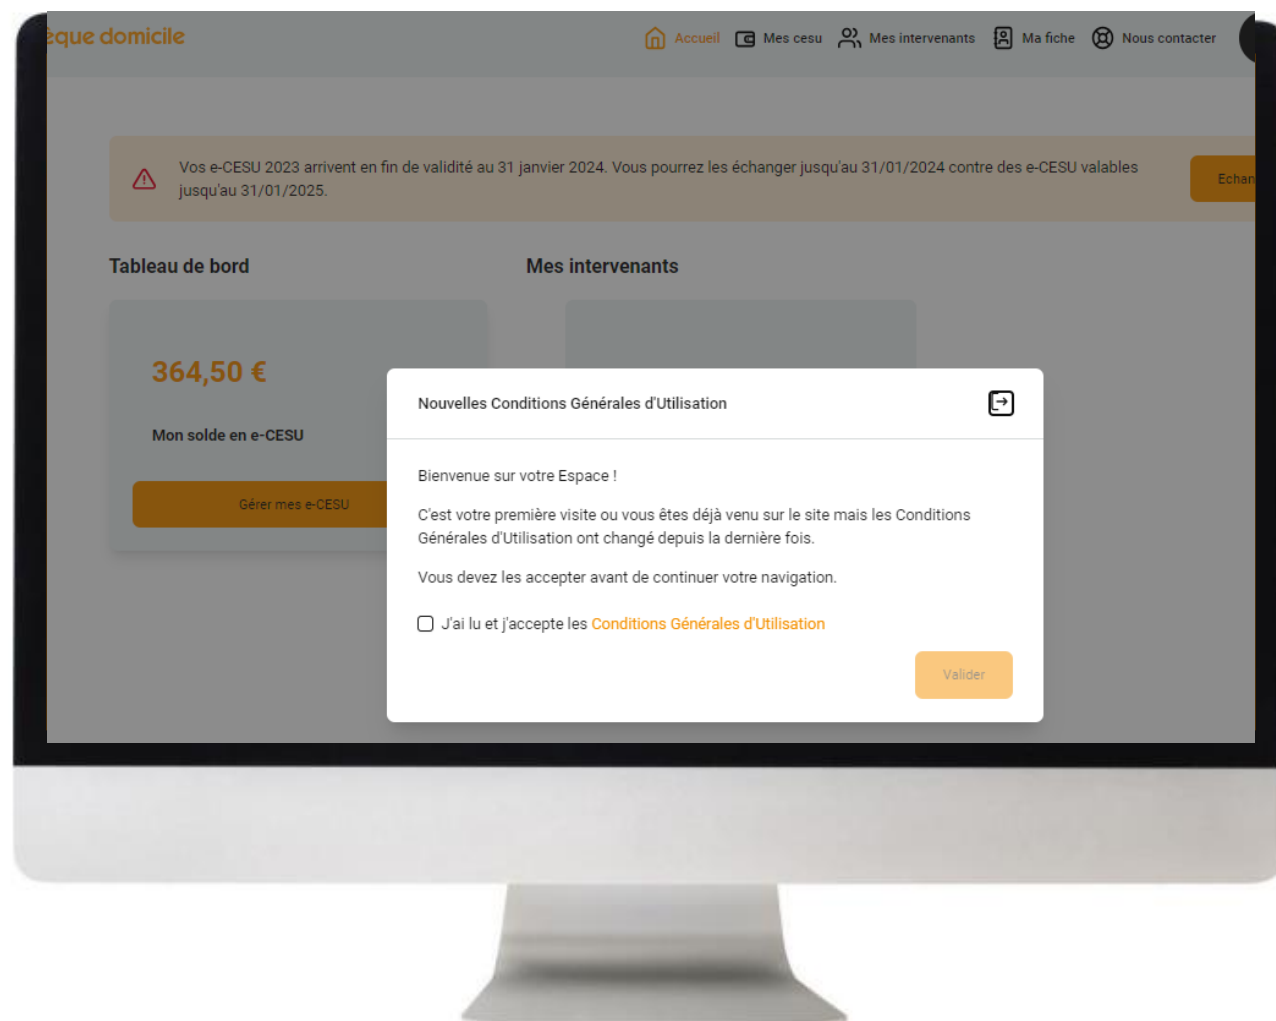 èque domicile
Accueil
Mes cesu
Mes intervenants
Ma fiche
Nous contacter
Vos e-CESU 2023 arrivent en fin de validité au 31 janvier 2024. Vous pourrez les échanger jusqu'au 31/01/2024 contre des e-CESU valables
jusqu'au 31/01/2025.
Echan
Tableau de bord
Mes intervenants
364,50 €
Mon solde en e-CESU
Gérer mes e-CESU
Nouvelles Conditions Générales d'Utilisation
Bienvenue sur votre Espace !
C'est votre première visite ou vous êtes déjà venu sur le site mais les Conditions
Générales d'Utilisation ont changé depuis la dernière fois.
Vous devez les accepter avant de continuer votre navigation.
J'ai lu et j'accepte les Conditions Générales d'Utilisation
Valider